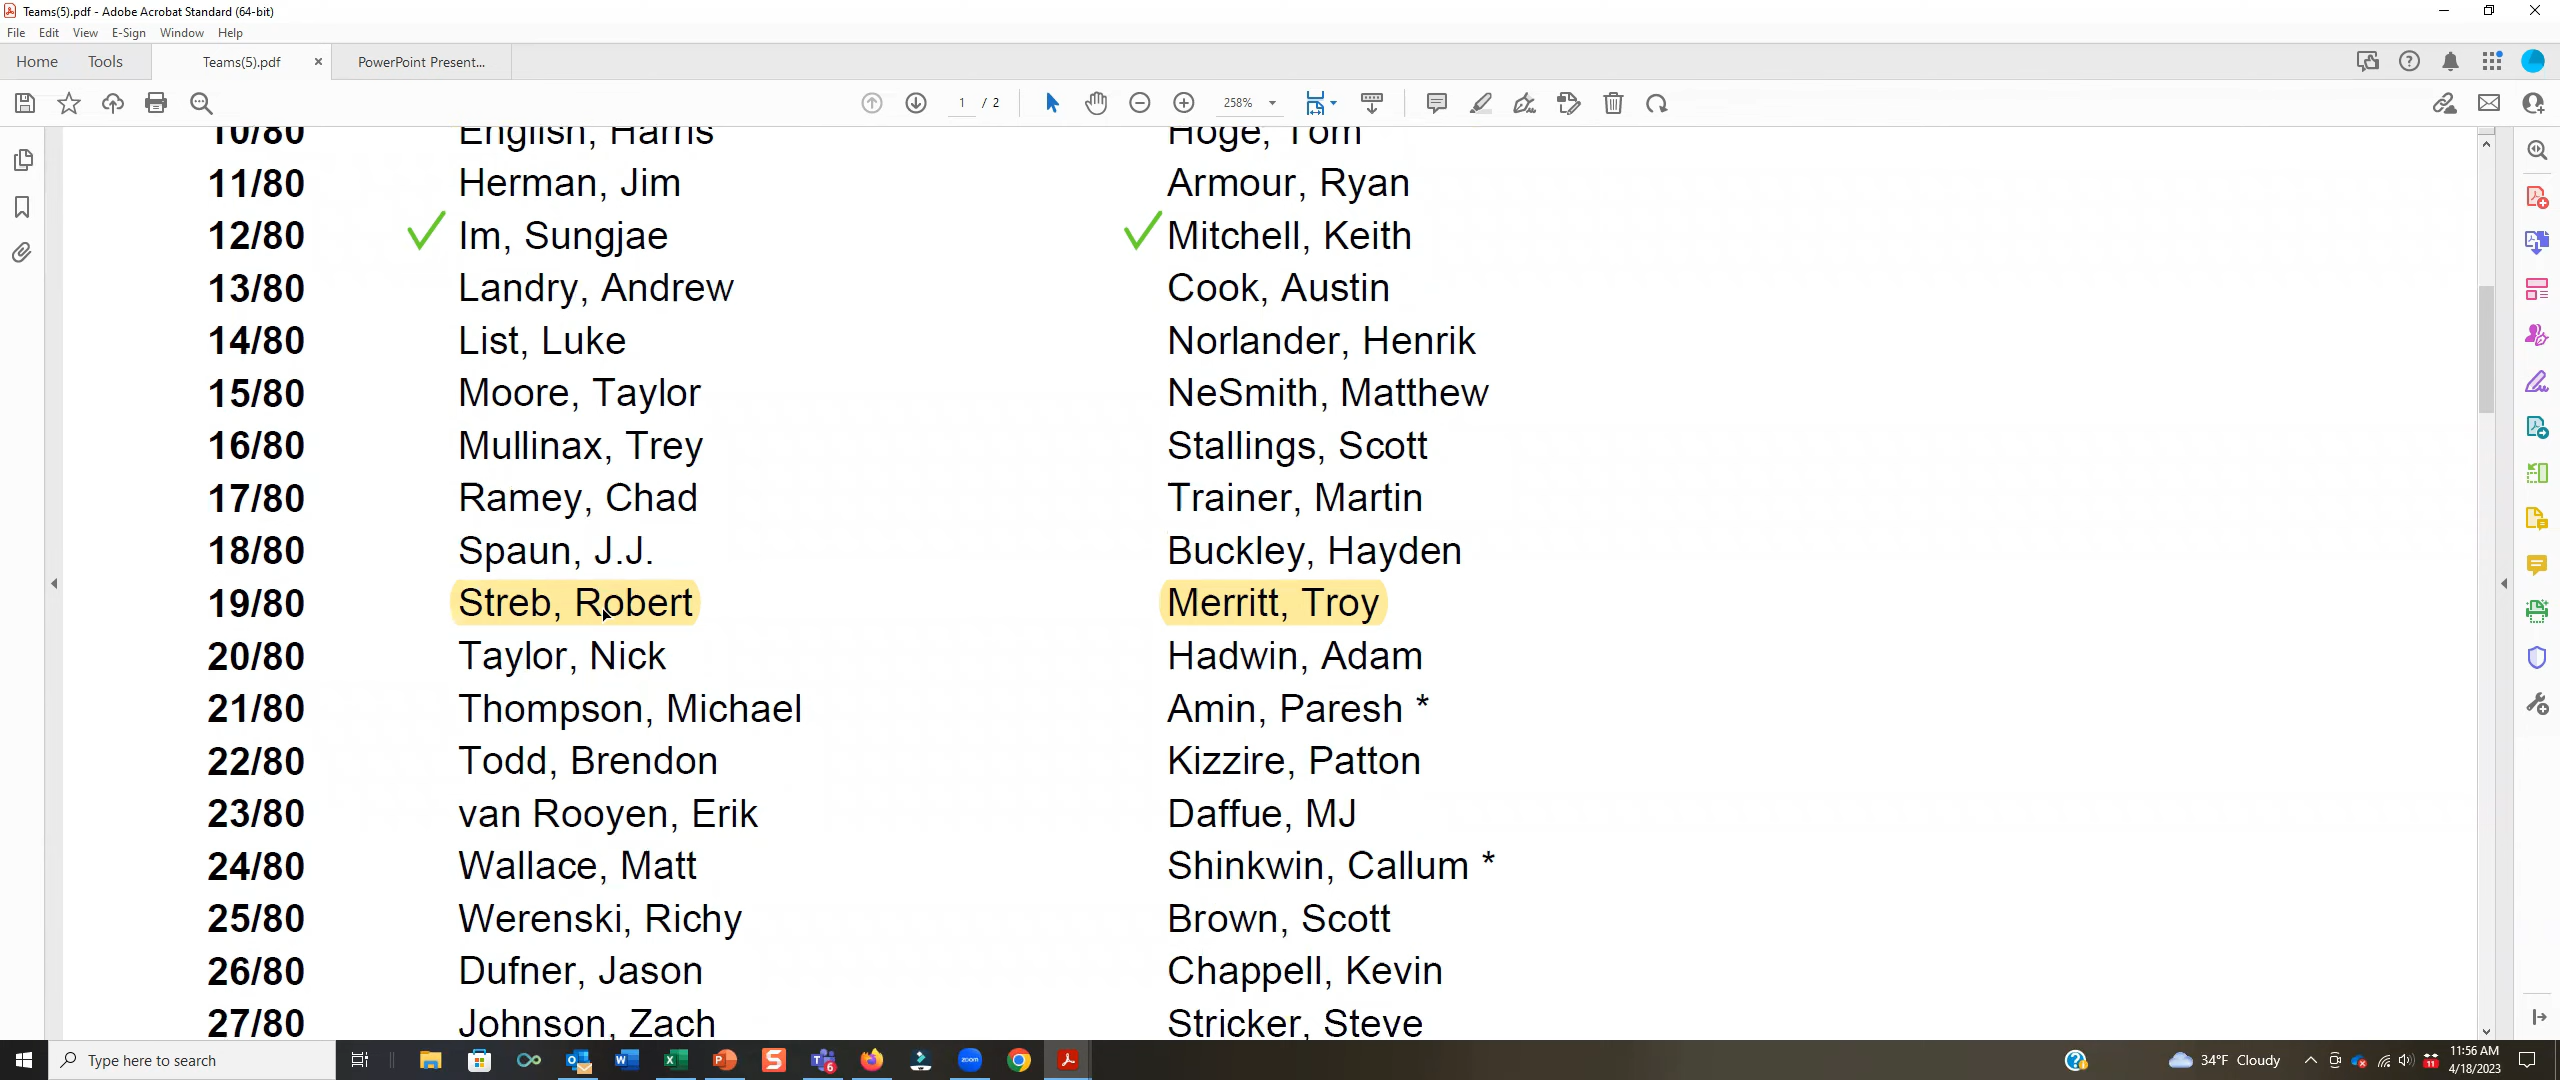 Teams(5).pdf - Adobe Acrobat Standard (64-bit)
File Edit View E-Sign Window Help
Home Tools Teams(5).pdf × PowerPoint Present...
1 / 2 258%
10/80 English, Harris Hoge, Tom
11/80 Herman, Jim Armour, Ryan
12/80 Im, Sungjae Mitchell, Keith
13/80 Landry, Andrew Cook, Austin
14/80 List, Luke Norlander, Henrik
15/80 Moore, Taylor NeSmith, Matthew
16/80 Mullinax, Trey Stallings, Scott
17/80 Ramey, Chad Trainer, Martin
18/80 Spaun, J.J. Buckley, Hayden
19/80 Streb, Robert Merritt, Troy
20/80 Taylor, Nick Hadwin, Adam
21/80 Thompson, Michael Amin, Paresh *
22/80 Todd, Brendon Kizzire, Patton
23/80 van Rooyen, Erik Daffue, MJ
24/80 Wallace, Matt Shinkwin, Callum *
25/80 Werenski, Richy Brown, Scott
26/80 Dufner, Jason Chappell, Kevin
27/80 Johnson, Zach Stricker, Steve
Type here to search 34°F Cloudy 11:56 AM
4/18/2023